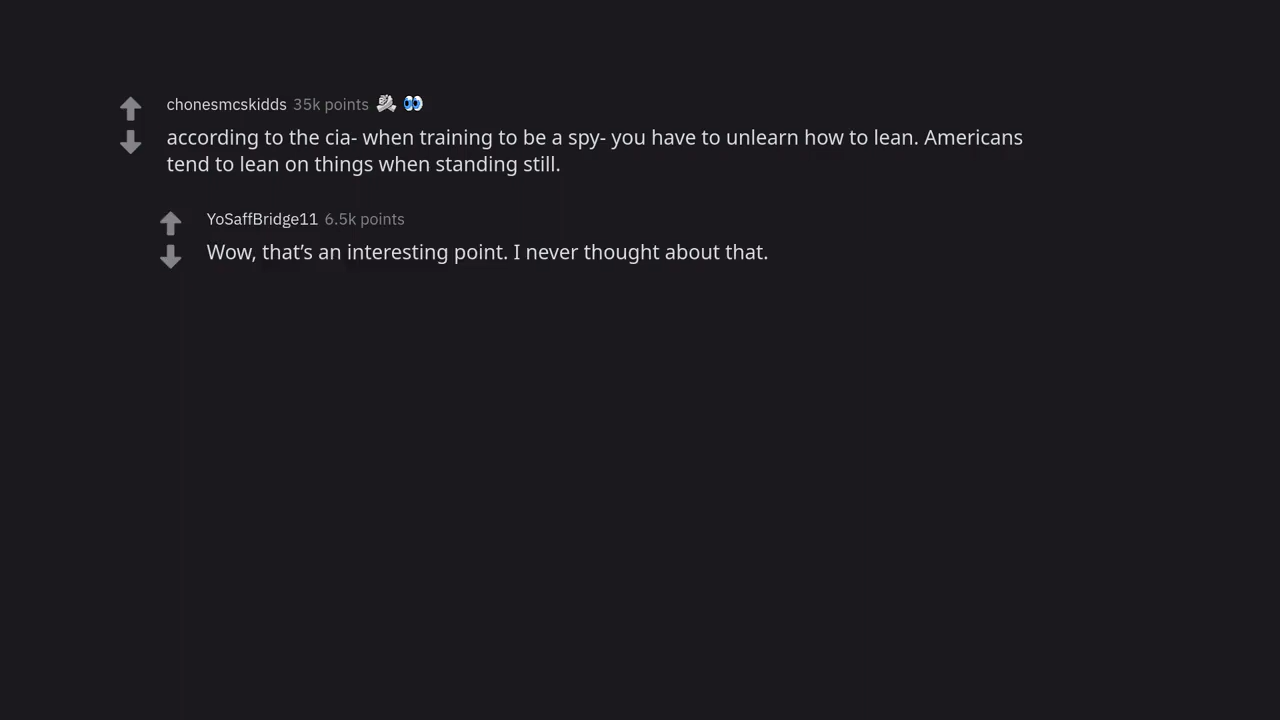 chonesmcskidds 35k points
according to the cia- when training to be a spy- you have to unlearn how to lean. Americans
tend to lean on things when standing still.
YoSaffBridge11 6.5k points
Wow, that’s an interesting point. I never thought about that.